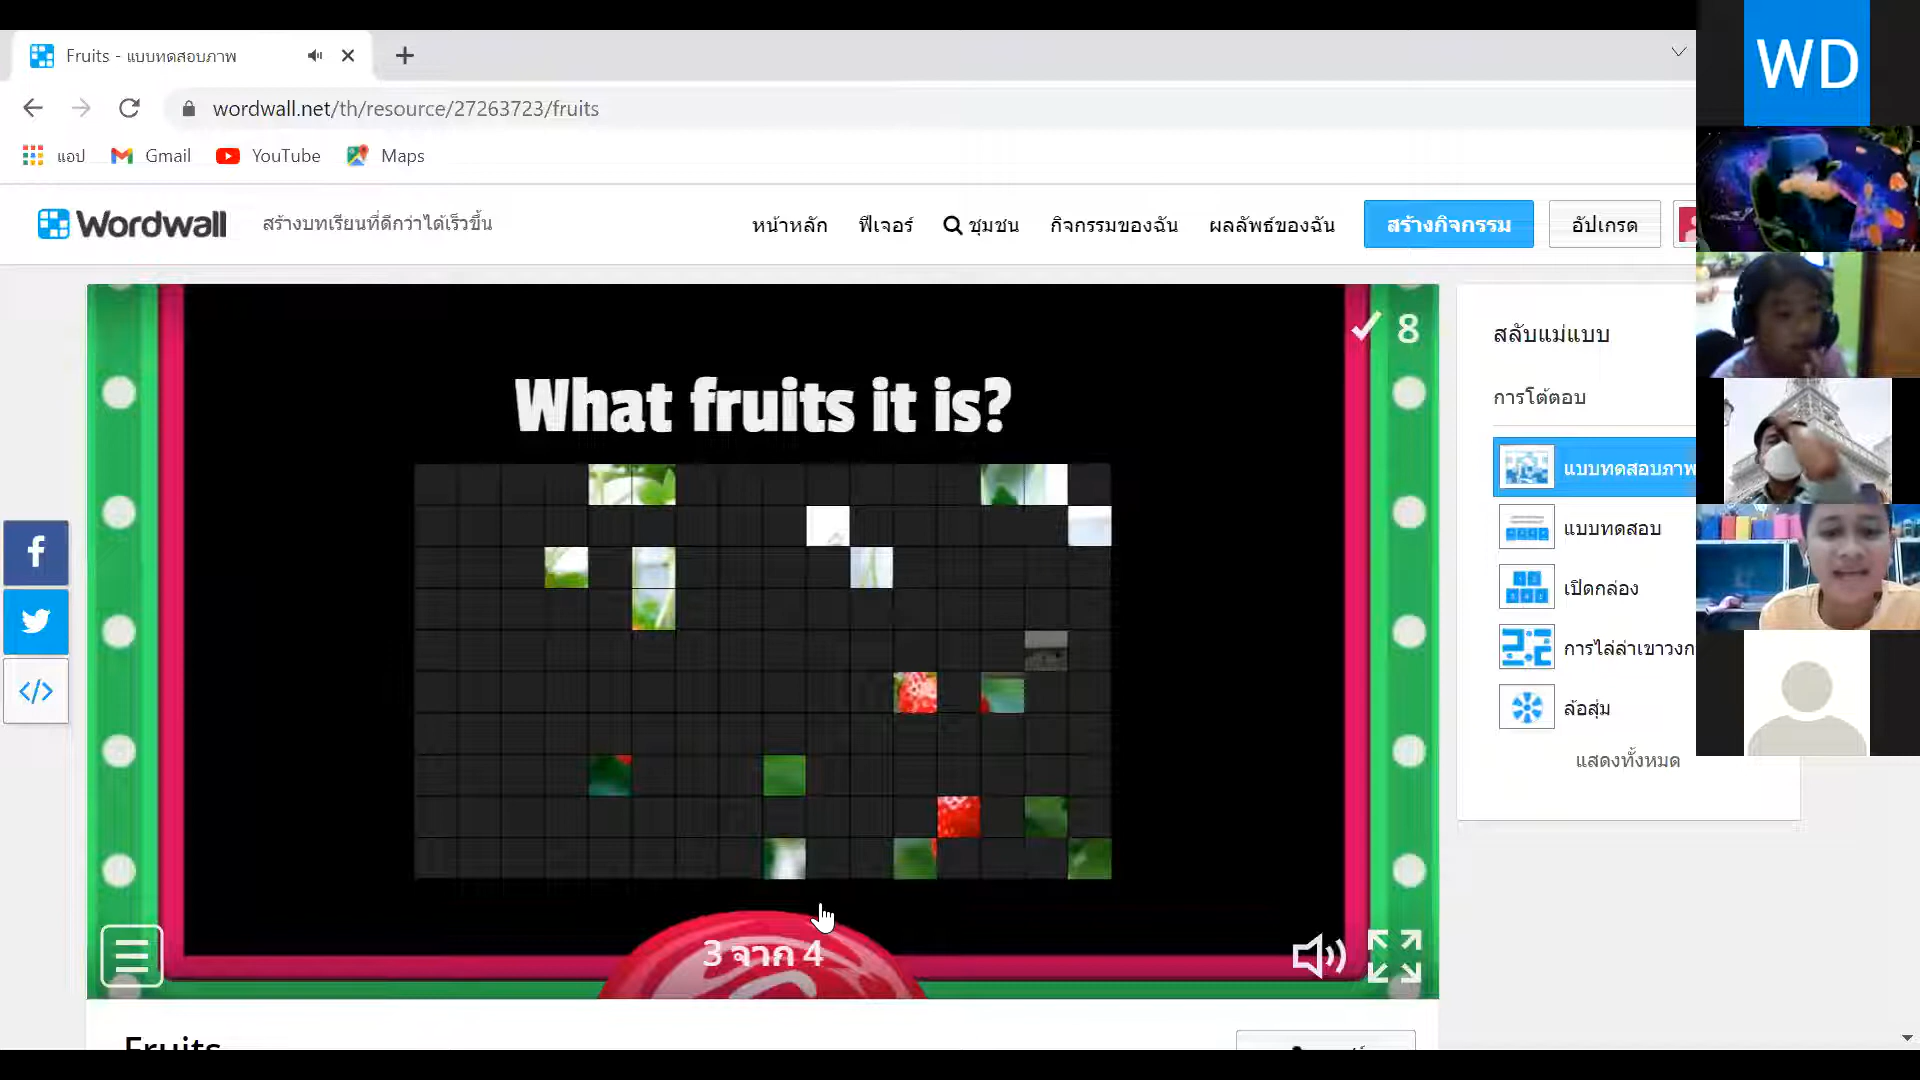 Fruits - แบบทดสอบภาพ
wordwall.net/th/resource/27263723/fruits
แอป Gmail YouTube Maps
Wordwall สร้างบทเรียนที่ดีกว่าได้เร็วขึ้น หน้าหลัก ฟีเจอร์ ชุมชน กิจกรรมของฉัน ผลลัพธ์ของฉัน สร้างกิจกรรม อัปเกรด
8
What fruits it is?
3 จาก 4
สลับแม่แบบ
การโต้ตอบ
แบบทดสอบภาพ
แบบทดสอบ
เปิดกล่อง
การไล่ล่าเขาวงก
ล้อสุ่ม
แสดงทั้งหมด
Fruits
WD